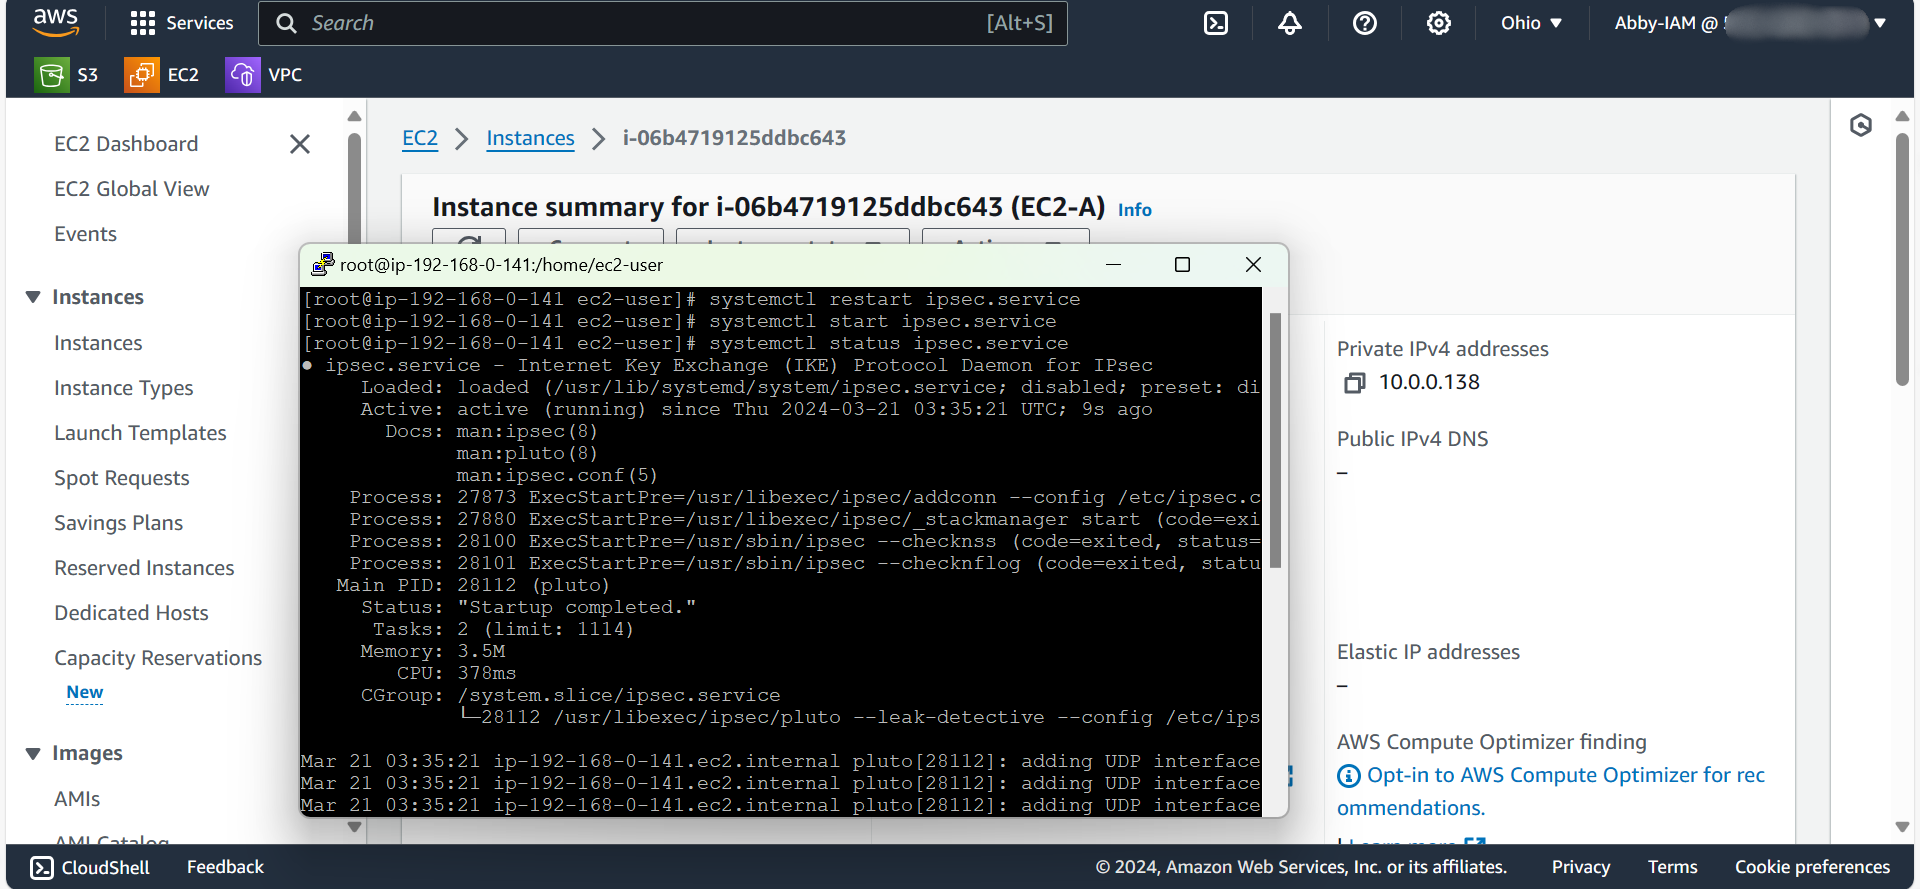 aws
Services
Search
[Alt+S]
Ohio
Abby-IAM @
S3
EC2
VPC
EC2 Dashboard
EC2 Global View
Events
Instances
Instances
Instance Types
Launch Templates
Spot Requests
Savings Plans
Reserved Instances
Dedicated Hosts
Capacity Reservations
New
Images
AMIs
AMI Catalog
EC2 > Instances > i-06b4719125ddbc643
Instance summary for i-06b4719125ddbc643 (EC2-A) Info
root@ip-192-168-0-141:/home/ec2-user
[root@ip-192-168-0-141 ec2-user]# systemctl restart ipsec.service
[root@ip-192-168-0-141 ec2-user]# systemctl start ipsec.service
[root@ip-192-168-0-141 ec2-user]# systemctl status ipsec.service
● ipsec.service - Internet Key Exchange (IKE) Protocol Daemon for IPsec
Loaded: loaded (/usr/lib/systemd/system/ipsec.service; disabled; preset: di
Active: active (running) since Thu 2024-03-21 03:35:21 UTC; 9s ago
Docs: man:ipsec(8)
man:pluto(8)
man:ipsec.conf(5)
Process: 27873 ExecStartPre=/usr/libexec/ipsec/addconn --config /etc/ipsec.c
Process: 27880 ExecStartPre=/usr/libexec/ipsec/_stackmanager start (code=exi
Process: 28100 ExecStartPre=/usr/sbin/ipsec --checknss (code=exited, status=
Process: 28101 ExecStartPre=/usr/sbin/ipsec --checknflog (code=exited, statu
Main PID: 28112 (pluto)
Status: "Startup completed."
Tasks: 2 (limit: 1114)
Memory: 3.5M
CPU: 378ms
CGroup: /system.slice/ipsec.service
└─28112 /usr/libexec/ipsec/pluto --leak-detective --config /etc/ips
Mar 21 03:35:21 ip-192-168-0-141.ec2.internal pluto[28112]: adding UDP interface
Mar 21 03:35:21 ip-192-168-0-141.ec2.internal pluto[28112]: adding UDP interface
Mar 21 03:35:21 ip-192-168-0-141.ec2.internal pluto[28112]: adding UDP interface
Private IPv4 addresses
10.0.0.138
Public IPv4 DNS
–
Elastic IP addresses
–
AWS Compute Optimizer finding
Opt-in to AWS Compute Optimizer for rec
ommendations.
CloudShell
Feedback
© 2024, Amazon Web Services, Inc. or its affiliates.
Privacy
Terms
Cookie preferences